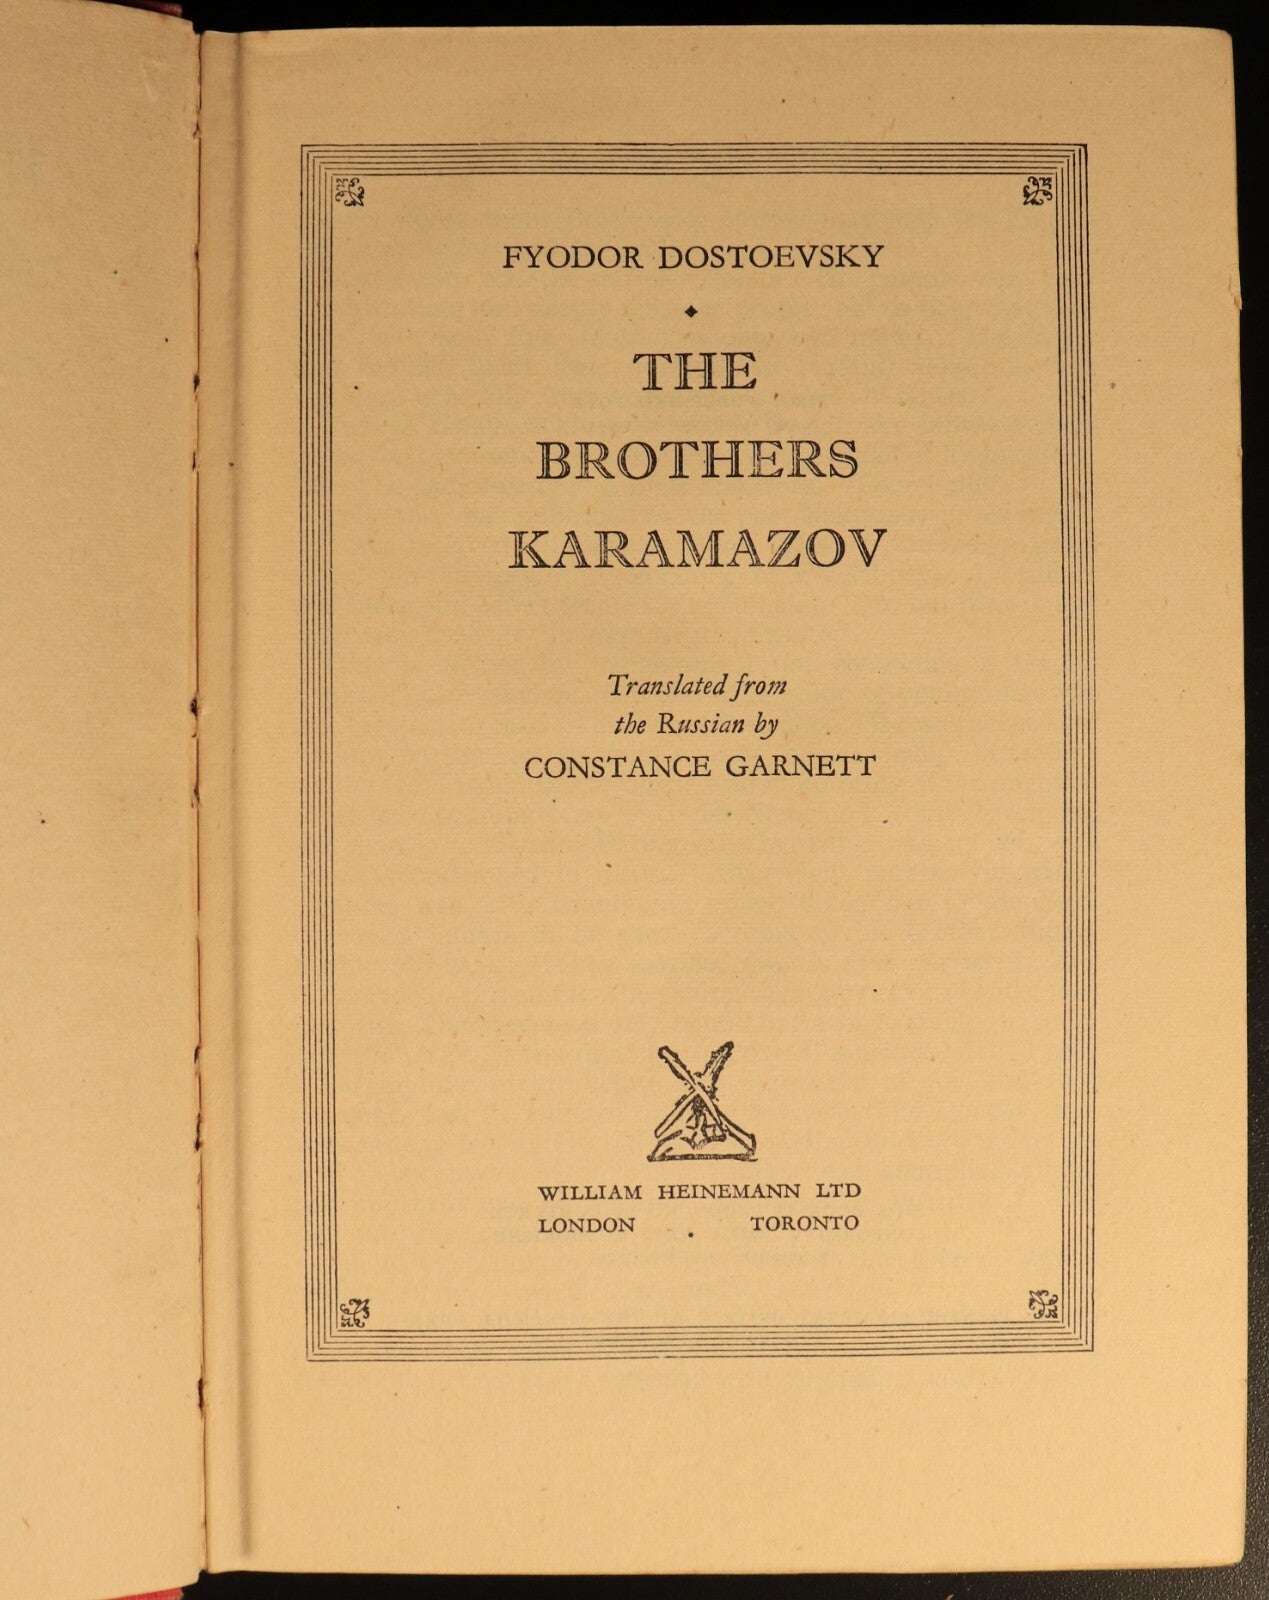 FYODOR DOSTOEVSKY
THE
BROTHERS
KARAMAZOV
Translated from
the Russian by
CONSTANCE GARNETT
WILLIAM HEINEMANN LTD
LONDON . TORONTO